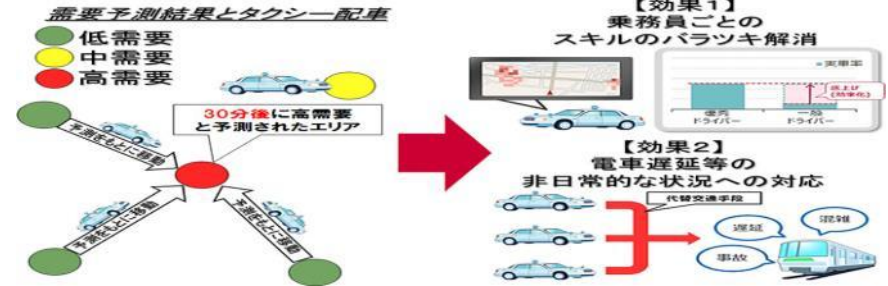 需要予測結果とタクシー配車
低需要
中需要
高需要
30分後に高需要
と予測されたエリア
予測をもとに移動
予測をもとに移動
予測をもとに移動
【効果1】
乗務員ごとの
スキルのバラツキ解消
実車率
底上げ
(効率化)
優秀
ドライバー
一般
ドライバー
【効果2】
電車遅延等の
非日常的な状況への対応
代替交通手段
遅延
混雑
事故